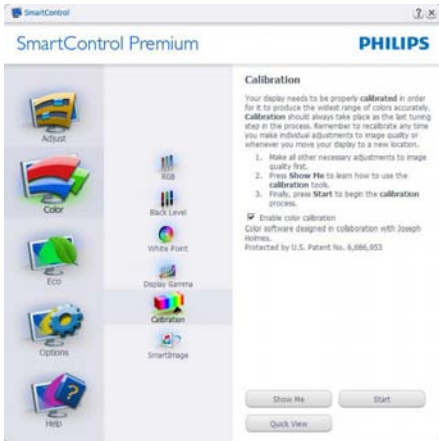 SmartControl
SmartControl Premium
PHILIPS
Adjust
Color
Eco
Options
Help
RGB
Black Level
White Point
Display Gamma
Calibration
SmartImage
Calibration
Your display needs to be properly calibrated in order
for it to produce the widest range of colors accurately.
Calibration should always take place as the last tuning
step in the process. Remember to recalibrate any time
you make individual adjustments to image quality or
whenever you move your display to a new location.
1. Make all other necessary adjustments to image
quality first.
2. Press Show Me to learn how to use the
calibration tools.
3. Finally, press Start to begin the calibration
process.
Enable color calibration
Color software designed in collaboration with Joseph
Holmes.
Protected by U.S. Patent No. 6,686,953
Show Me
Start
Quick View